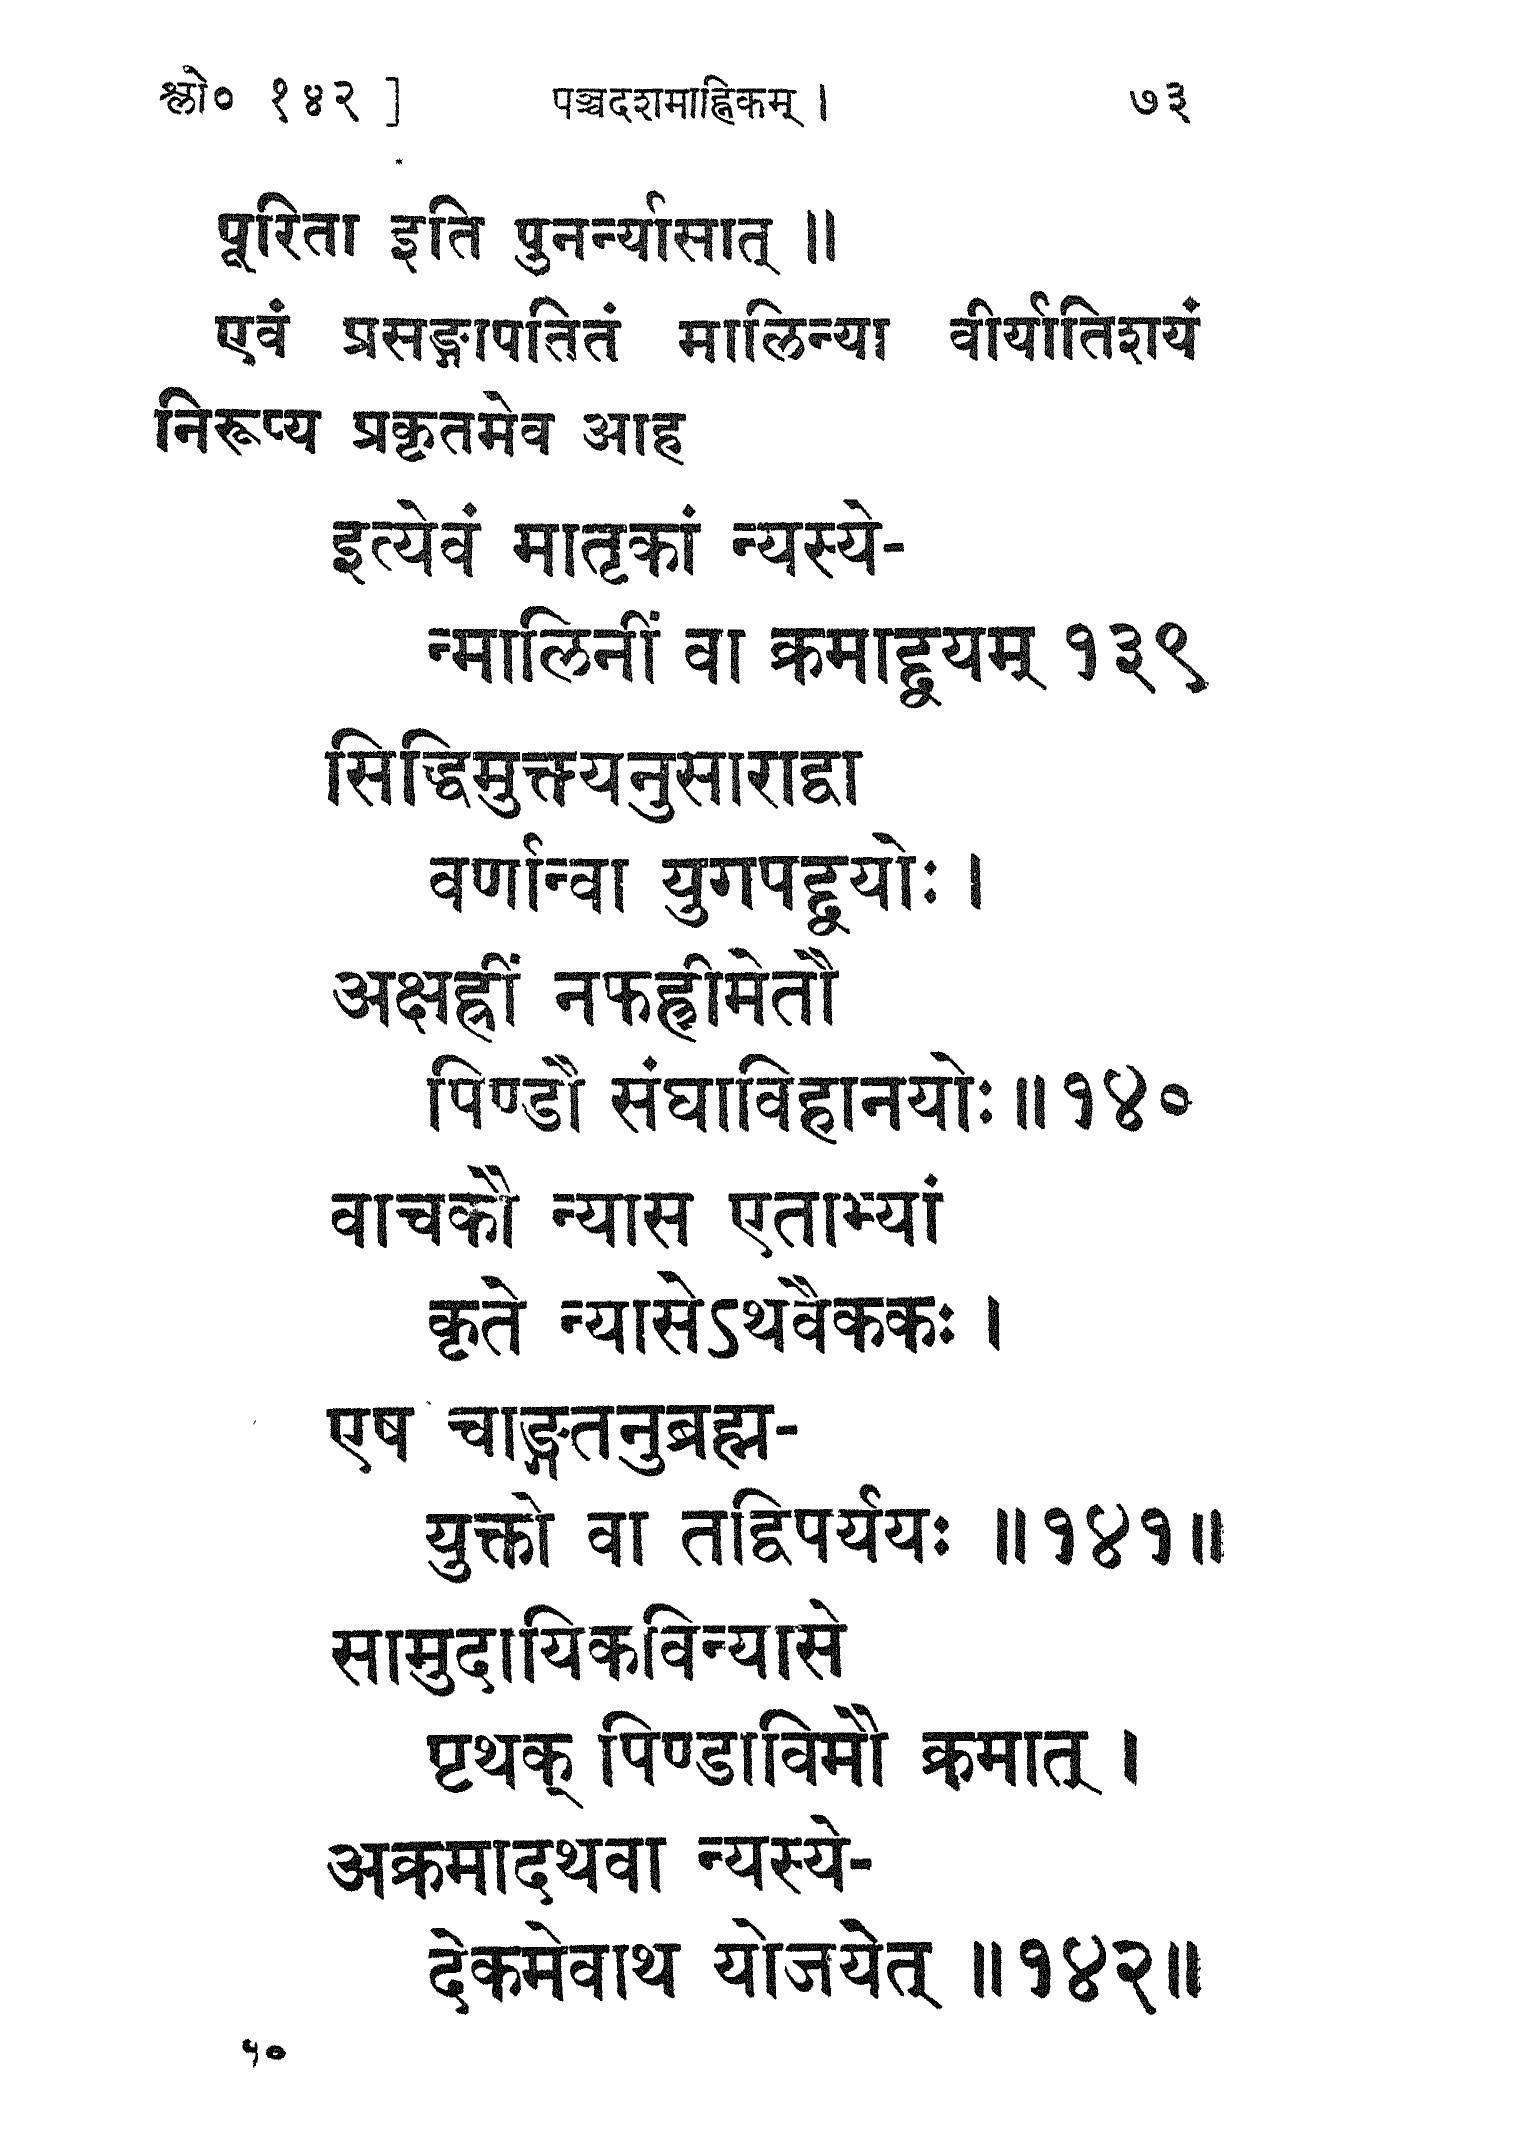 श्लो० १४२ ] पञ्चदशमाह्निकम् । ७३
पूरिता इति पुनर्न्यासात् ॥
एवं प्रसङ्गापतितं मालिन्या वीर्यातिशयं
निरूप्य प्रकृतमेव आह
इत्येवं मातृकां न्यस्ये-
न्मालिनीं वा क्रमाद्द्वयम् १३९
सिद्धिमुक्त्यनुसाराद्वा
वर्णान्वा युगपद्द्वयोः ।
अक्षह्रीं नफह्रीमेतौ
पिण्डौ संघाविहानयोः ॥ १४०
वाचकौ न्यास एताभ्यां
कृते न्यासेऽथवैककः ।
एष चाङ्गतनुब्रह्म-
युक्तो वा तद्विपर्ययः ॥ १४१ ॥
सामुदायिकविन्यासे
पृथक् पिण्डाविमौ क्रमात् ।
अक्रमादथवा न्यस्ये-
देकमेवाथ योजयेत् ॥ १४२ ॥
१०